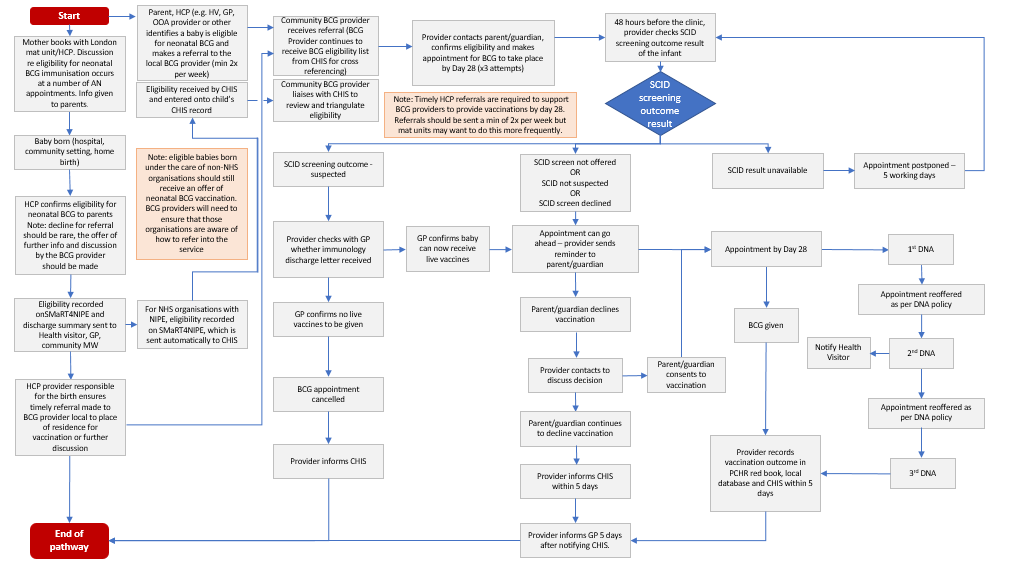 Start
Mother books with London
mat unit/HCP. Discussion
re eligibility for neonatal
BCG immunisation occurs
at a number of AN
appointments. Info given
to parents.
Baby born (hospital,
community setting, home
birth)
HCP confirms eligibility for
neonatal BCG to parents
Note: decline for referral
should be rare, the offer of
further info and discussion
by the BCG provider
should be made
Eligibility recorded
onSMaRT4NIPE and
discharge summary sent to
Health visitor, GP,
community MW
HCP provider responsible
for the birth ensures
timely referral made to
BCG provider local to place
of residence for
vaccination or further
discussion
End of
pathway
Parent, HCP (e.g. HV, GP,
OOA provider or other
identifies a baby is eligible
for neonatal BCG and
makes a referral to the
local BCG provider (min 2x
per week)
Eligibility received by CHIS
and entered onto child's
CHIS record
Note: eligible babies born
under the care of non-NHS
organisations should still
receive an offer of
neonatal BCG vaccination.
BCG providers will need to
ensure that those
organisations are aware of
how to refer into the
service
For NHS organisations with
NIPE, eligibility recorded
on SMaRT4NIPE, which is
sent automatically to CHIS
Community BCG provider
receives referral (BCG
Provider continues to
receive BCG eligibility list
from CHIS for cross
referencing)
Community BCG provider
liaises with CHIS to
review and triangulate
eligibility
Provider contacts parent/guardian,
confirms eligibility and makes
appointment for BCG to take place
by Day 28 (x3 attempts)
Note: Timely HCP referrals are required to support
BCG providers to provide vaccinations by day 28.
Referrals should be sent a min of 2x per week but
mat units may want to do this more frequently.
48 hours before the clinic,
provider checks SCID
screening outcome result
of the infant
SCID
screening
outcome
result
SCID screening outcome -
suspected
Provider checks with GP
whether immunology
discharge letter received
GP confirms no live
vaccines to be given
BCG appointment
cancelled
Provider informs CHIS
GP confirms baby
can now receive
live vaccines
SCID screen not offered
OR
SCID not suspected
OR
SCID screen declined
Appointment can go
ahead – provider sends
reminder to
parent/guardian
Parent/guardian declines
vaccination
Provider contacts to
discuss decision
Parent/guardian
consents to
vaccination
Parent/guardian continues
to decline vaccination
Provider informs CHIS
within 5 days
Provider informs GP 5 days
after notifying CHIS.
SCID result unavailable
Appointment postponed –
5 working days
Appointment by Day 28
BCG given
Provider records
vaccination outcome in
PCHR red book, local
database and CHIS within 5
days
1st DNA
Appointment reoffered
as per DNA policy
2nd DNA
Notify Health
Visitor
Appointment reoffered as
per DNA policy
3rd DNA